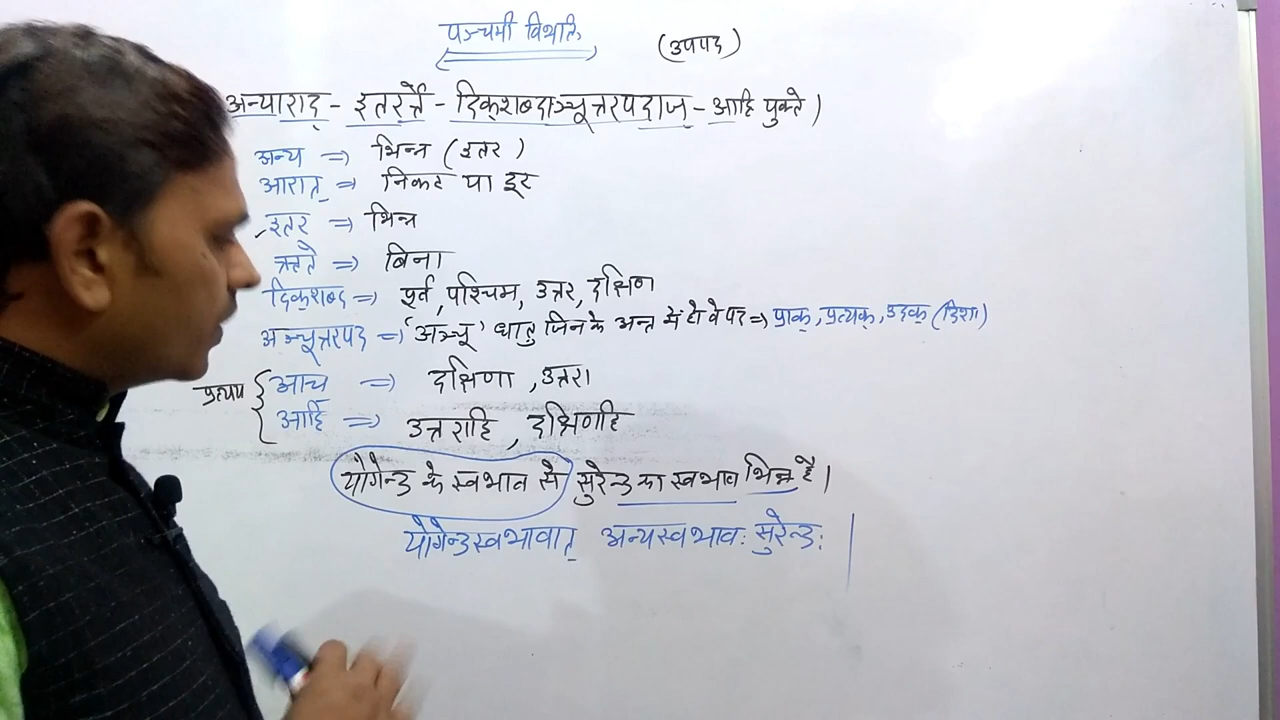 पञ्चमी विभक्ति
(उपपद)
अन्याराद् - इतरर्त्ते - दिक्शब्दाञ्चूत्तरपदाज् - आहि युक्ते।
अन्य => भिन्न (इतर)
आरात् => निकट या दूर
इतर => भिन्न
ऋते => बिना
दिक्शब्द => पूर्व, पश्चिम, उत्तर, दक्षिण
अञ्चूत्तरपद => 'अञ्चू' धातु जिन के अन्त में हो वे पद => प्राक्, प्रत्यक्, उदक् (दिशा)
प्रत्यय { आच => दक्षिणा, उत्तरा
आर्हि => उत्तराहि, दक्षिणहि
योगेन्द्र के स्वभाव से सुरेन्द्र का स्वभाव भिन्न है।
योगेन्द्रस्वभावात् अन्यस्वभावः सुरेन्द्रः |